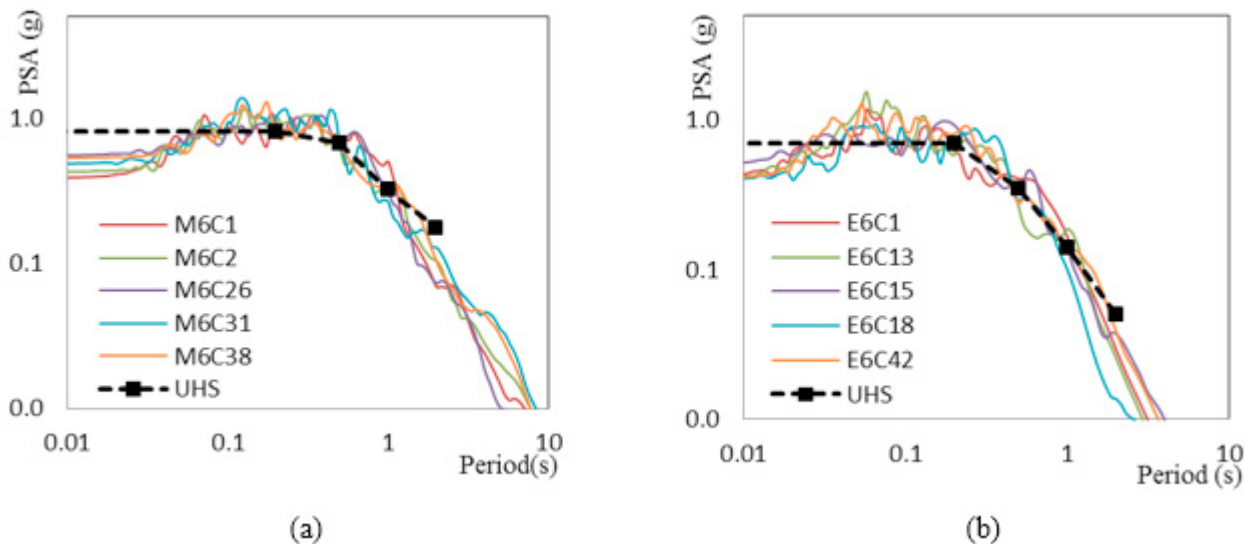 PSA (g)
1.0
0.1
0.0
M6C1
M6C2
M6C26
M6C31
M6C38
UHS
0.01 0.1 1 10
Period(s)
(a)
PSA (g)
1.0
0.1
0.0
E6C1
E6C13
E6C15
E6C18
E6C42
UHS
0.01 0.1 1 10
Period (s)
(b)